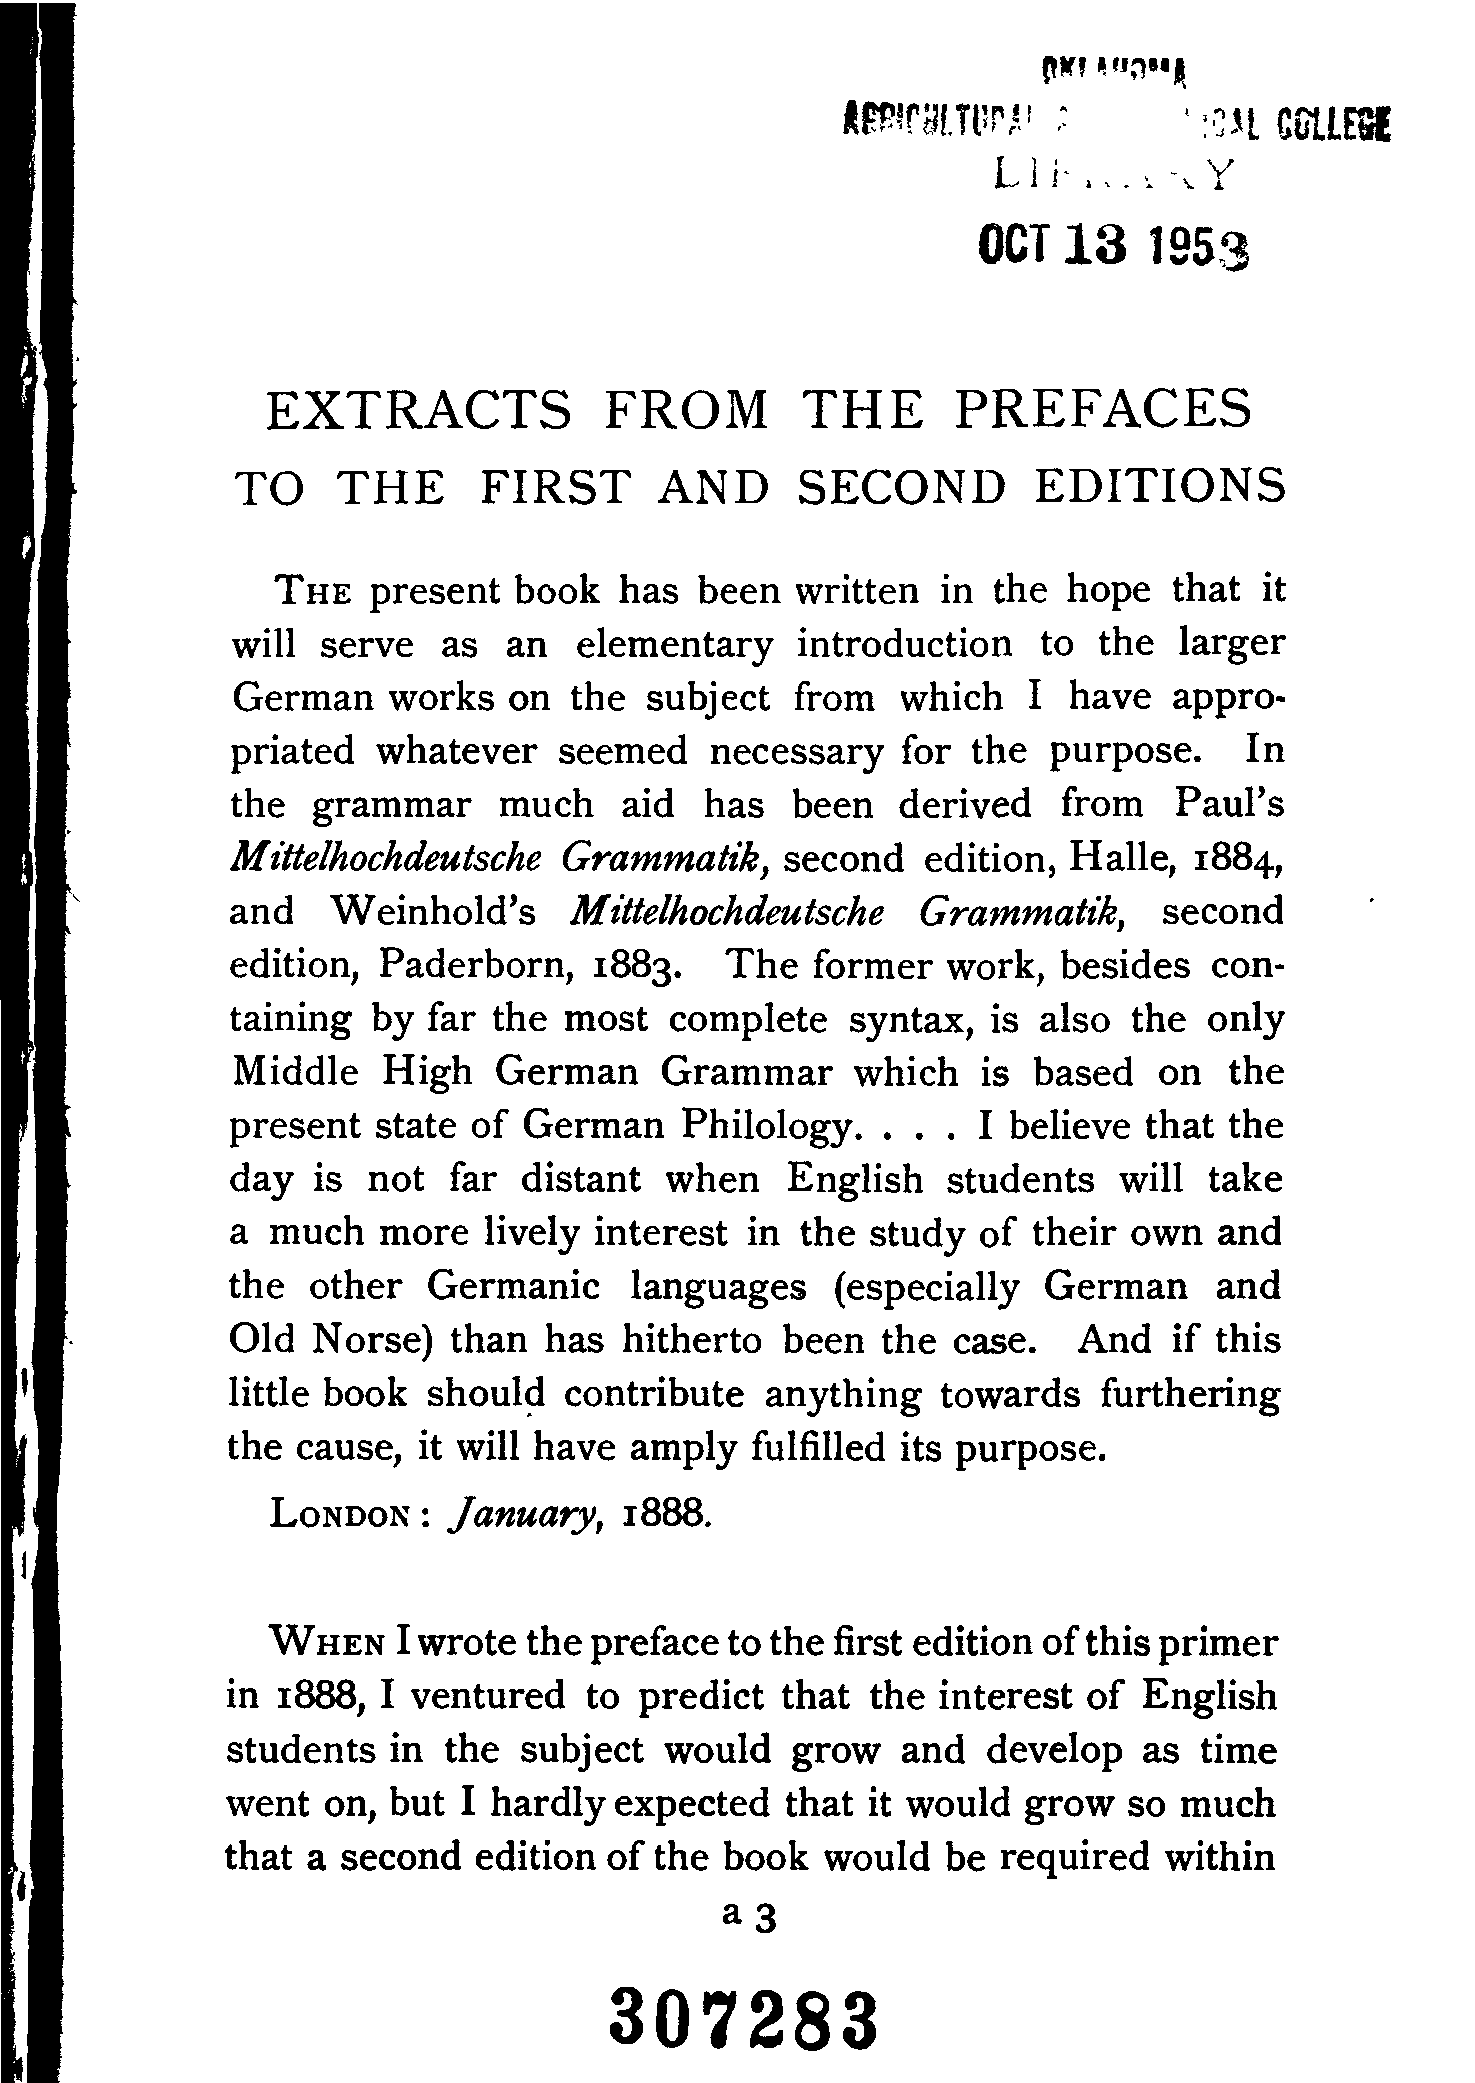 OKLAHOMA
AGRICULTURAL COLLEGE
LIBRARY
OCT 13 1953
EXTRACTS FROM THE PREFACES
TO THE FIRST AND SECOND EDITIONS
THE present book has been written in the hope that it
will serve as an elementary introduction to the larger
German works on the subject from which I have appro-
priated whatever seemed necessary for the purpose. In
the grammar much aid has been derived from Paul's
Mittelhochdeutsche Grammatik, second edition, Halle, 1884,
and Weinhold's Mittelhochdeutsche Grammatik, second
edition, Paderborn, 1883. The former work, besides con-
taining by far the most complete syntax, is also the only
Middle High German Grammar which is based on the
present state of German Philology. . . . I believe that the
day is not far distant when English students will take
a much more lively interest in the study of their own and
the other Germanic languages (especially German and
Old Norse) than has hitherto been the case. And if this
little book should contribute anything towards furthering
the cause, it will have amply fulfilled its purpose.
LONDON: January, 1888.
WHEN I wrote the preface to the first edition of this primer
in 1888, I ventured to predict that the interest of English
students in the subject would grow and develop as time
went on, but I hardly expected that it would grow so much
that a second edition of the book would be required within
a 3
307283